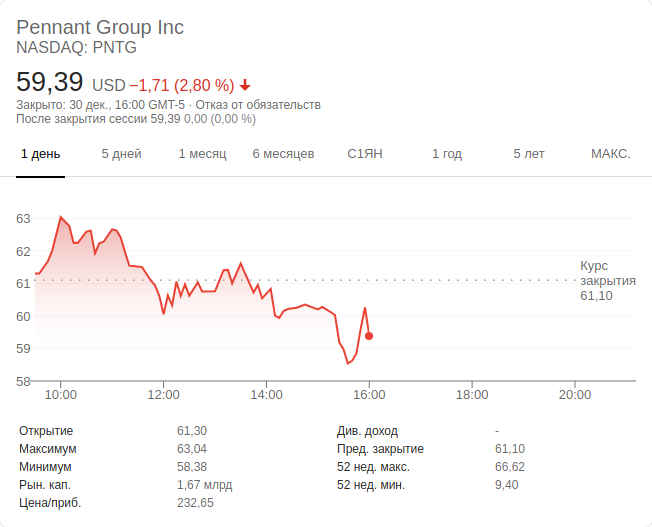 Pennant Group Inc
NASDAQ: PNTG
59,39 USD −1,71 (2,80 %)
Закрыто: 30 дек., 16:00 GMT-5 · Отказ от обязательств
После закрытия сессии 59,39 0,00 (0,00 %)
1 день 5 дней 1 месяц 6 месяцев С1ЯН 1 год 5 лет МАКС.
63
62
61
60
59
58
Курс
закрытия
61,10
10:00 12:00 14:00 16:00 18:00 20:00
Открытие 61,30 Див. доход -
Максимум 63,04 Пред. закрытие 61,10
Минимум 58,38 52 нед. макс. 66,62
Рын. кап. 1,67 млрд 52 нед. мин. 9,40
Цена/приб. 232,65